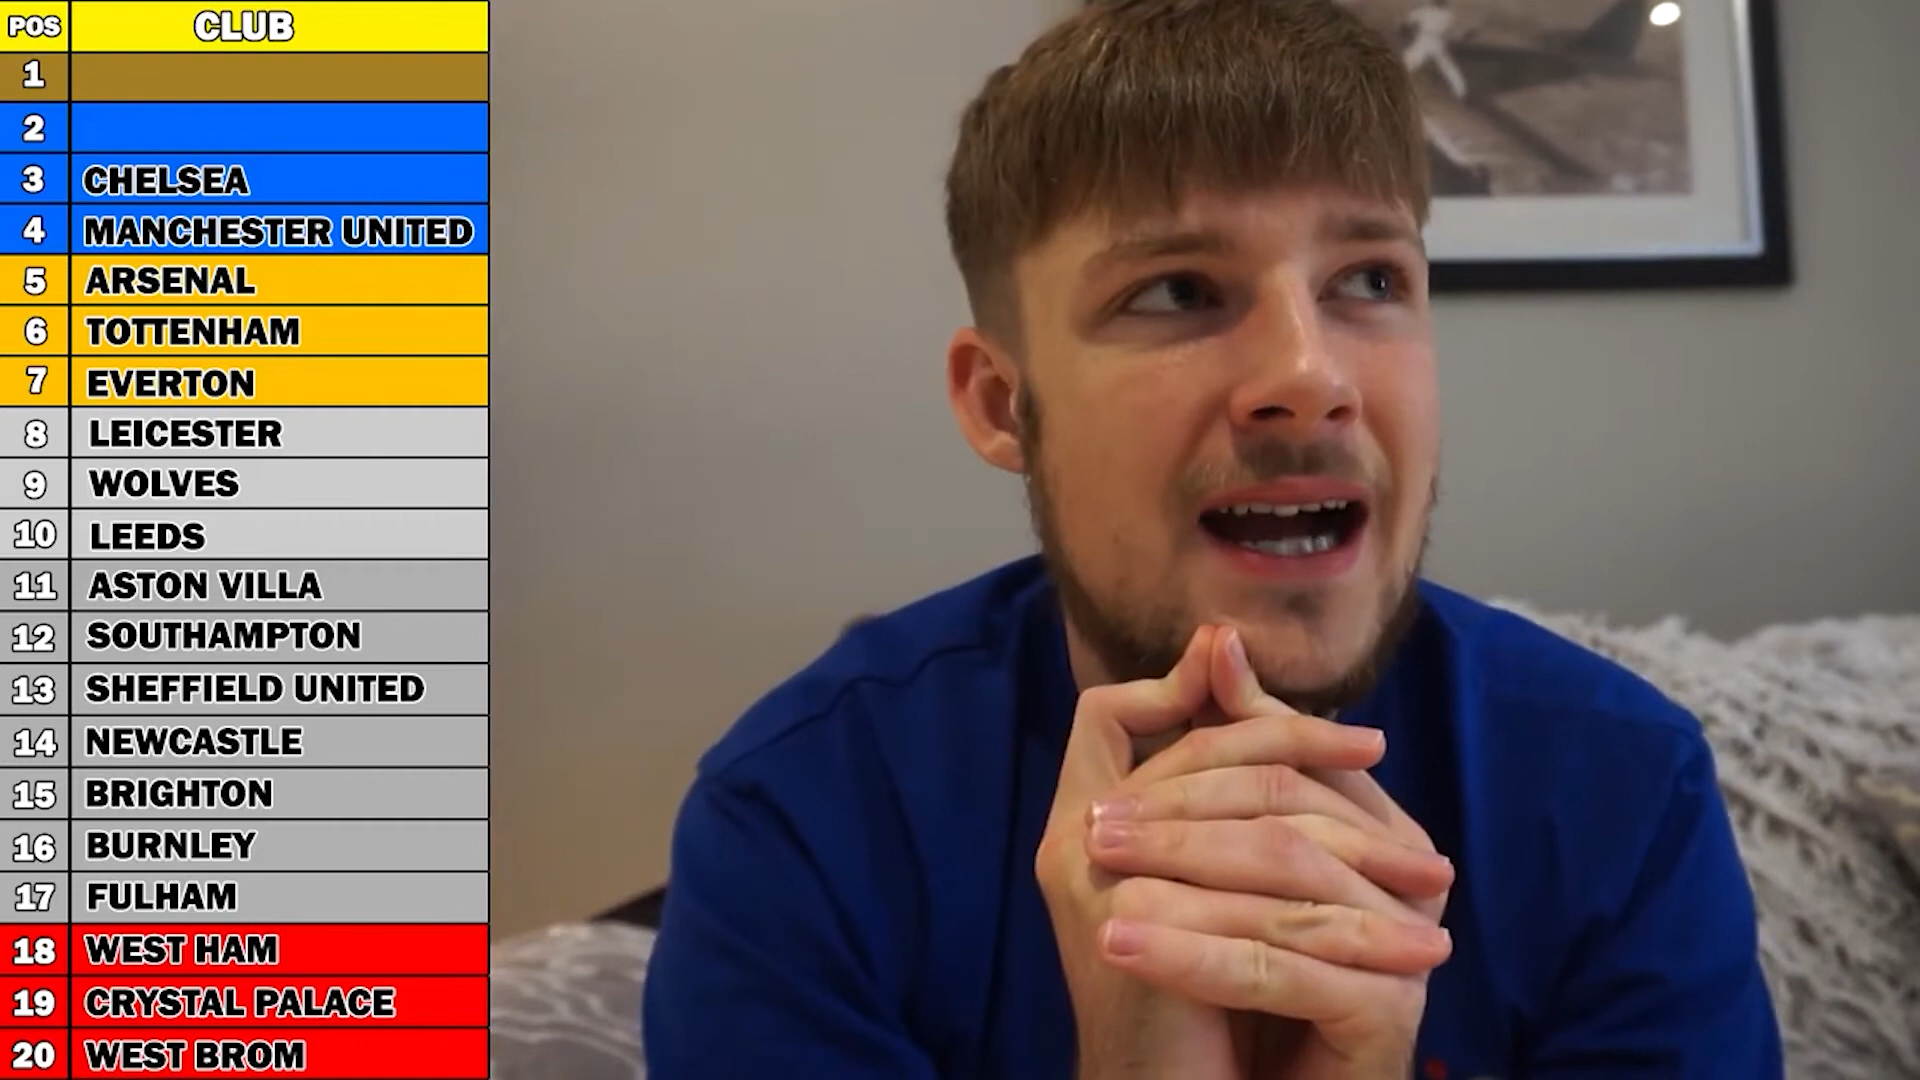 POS CLUB
1
2
3 CHELSEA
4 MANCHESTER UNITED
5 ARSENAL
6 TOTTENHAM
7 EVERTON
8 LEICESTER
9 WOLVES
10 LEEDS
11 ASTON VILLA
12 SOUTHAMPTON
13 SHEFFIELD UNITED
14 NEWCASTLE
15 BRIGHTON
16 BURNLEY
17 FULHAM
18 WEST HAM
19 CRYSTAL PALACE
20 WEST BROM